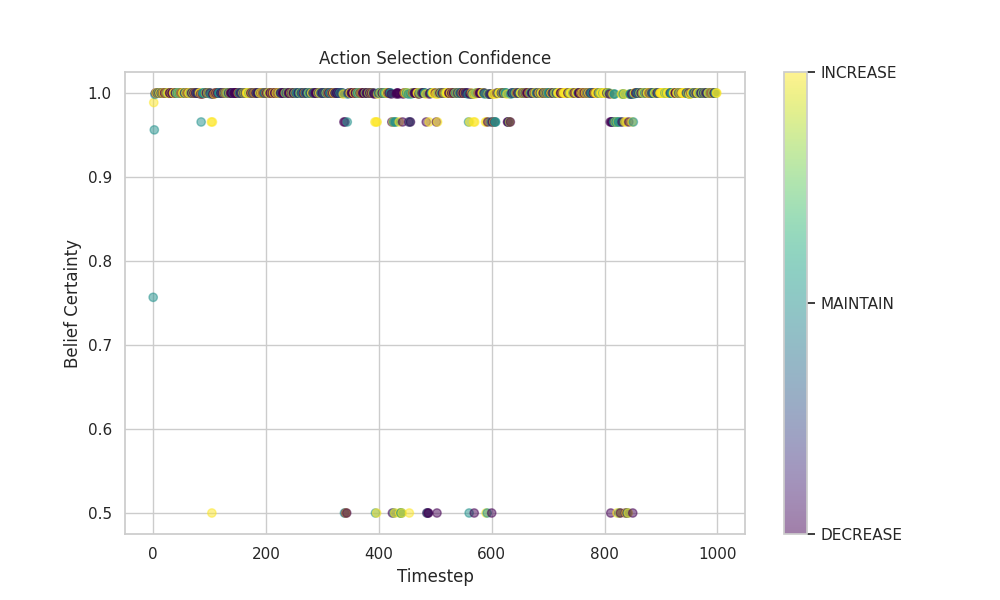 Action Selection Confidence
Belief Certainty
1.0
0.9
0.8
0.7
0.6
0.5
0 200 400 600 800 1000
Timestep
INCREASE
MAINTAIN
DECREASE